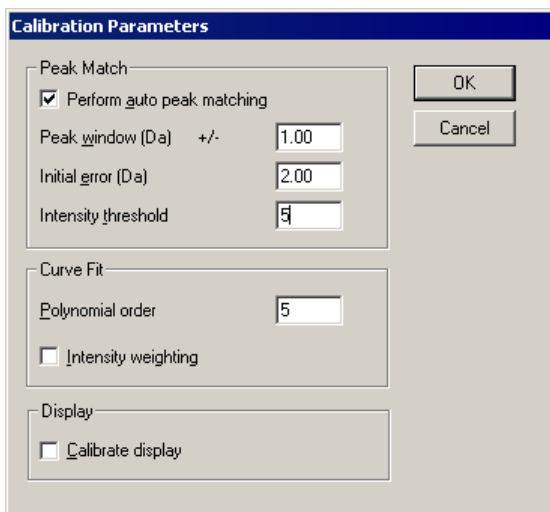 Calibration Parameters
Peak Match
Perform auto peak matching
Peak window (Da) +/- 1.00
Initial error (Da) 2.00
Intensity threshold 5
Curve Fit
Polynomial order 5
Intensity weighting
Display
Calibrate display
OK
Cancel